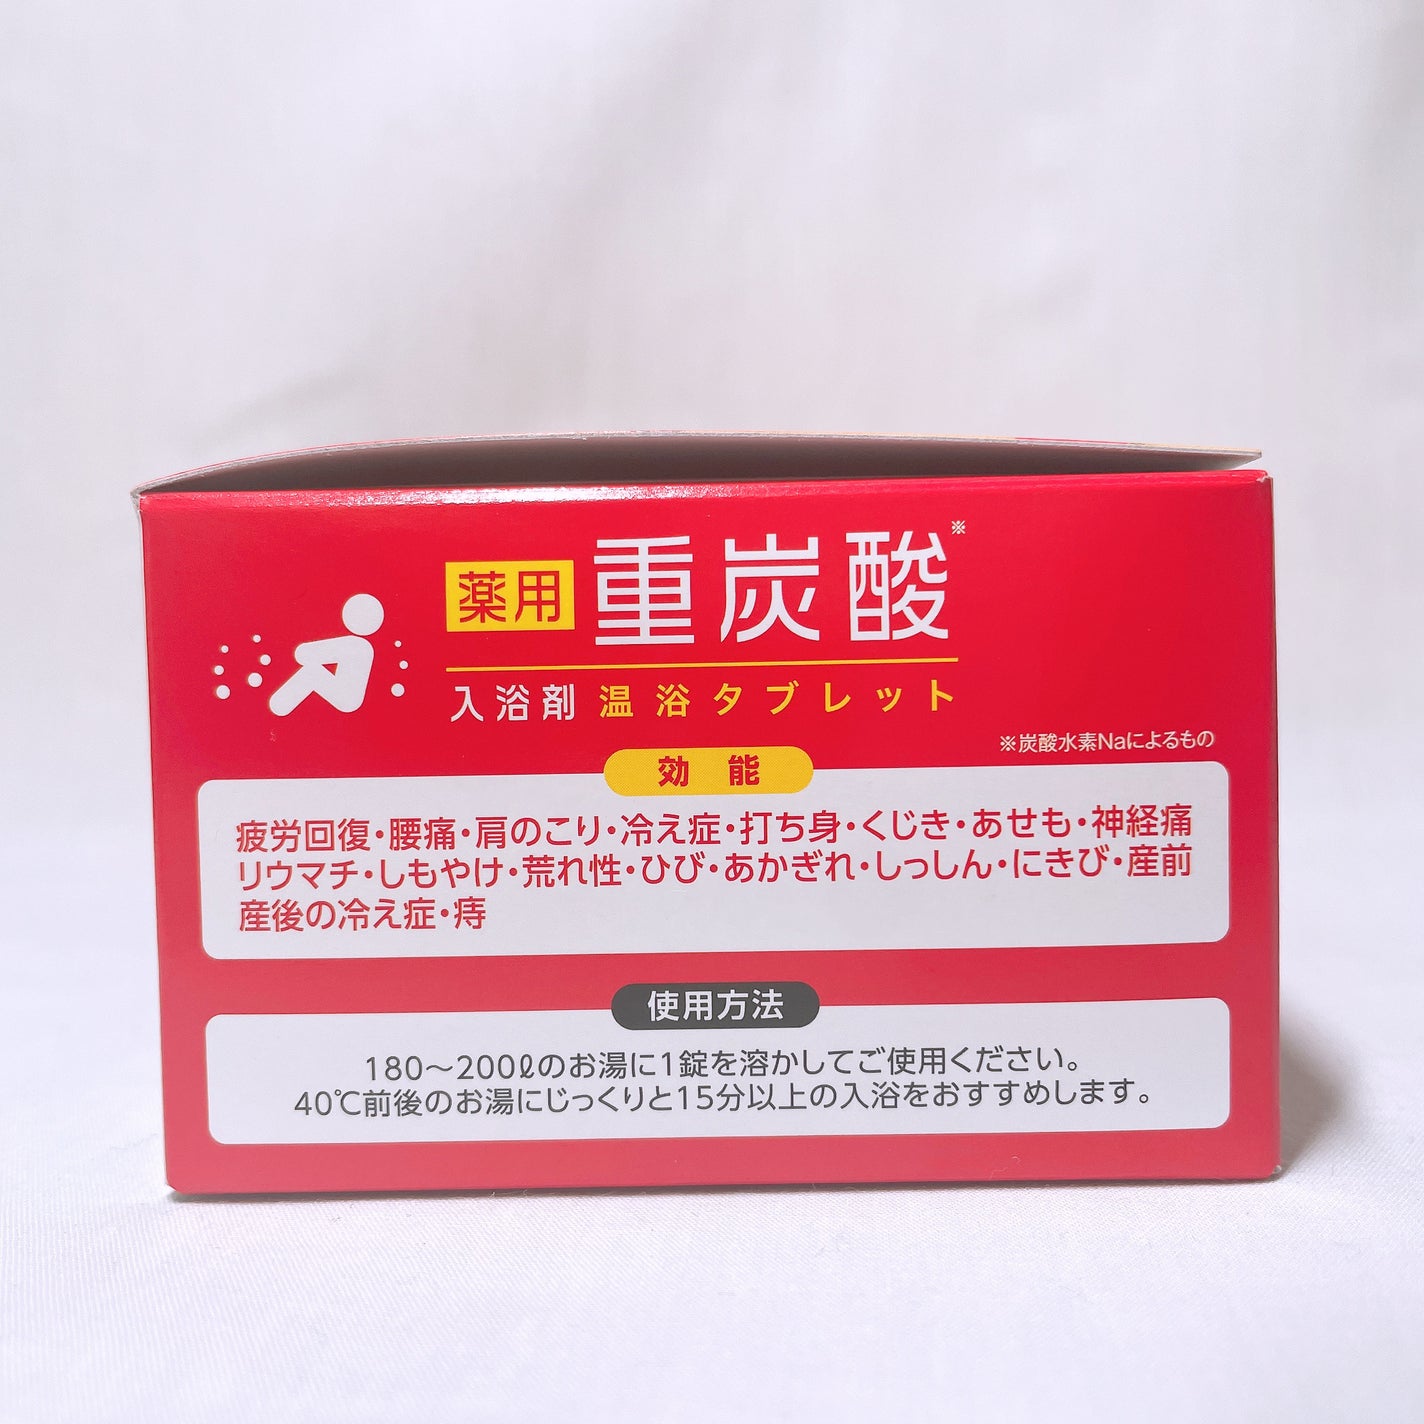 薬用 重炭酸※
入浴剤 温浴タブレット
※炭酸水素Naによるもの
効能
疲労回復・腰痛・肩のこり・冷え症・打ち身・くじき・あせも・神経痛
リウマチ・しもやけ・荒れ性・ひび・あかぎれ・しっしん・にきび・産前
産後の冷え症・痔
使用方法
180～200ℓのお湯に1錠を溶かしてご使用ください。
40℃前後のお湯にじっくりと15分以上の入浴をおすすめします。